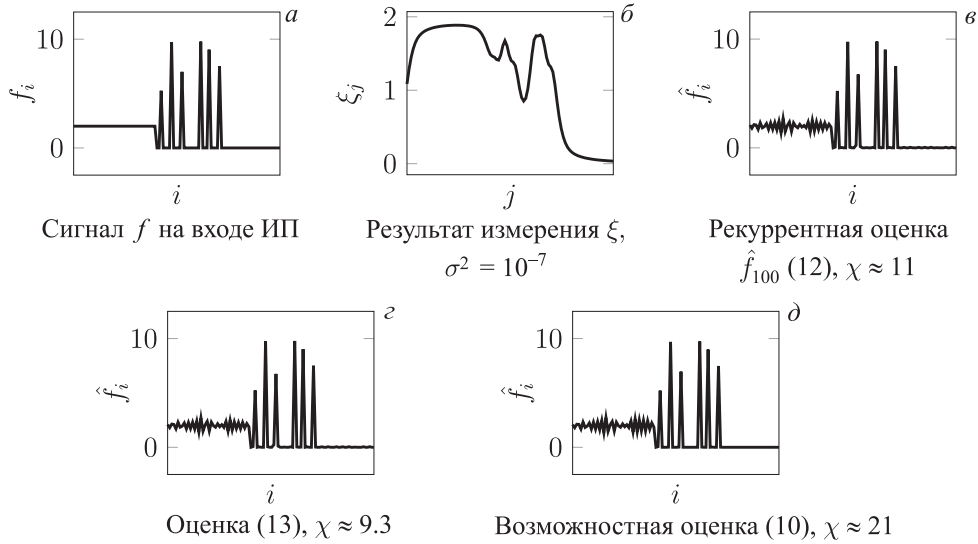 а
10
f_i
0
i
Сигнал f на входе ИП
б
2
ξ_j
1
0
j
Результат измерения ξ,
σ² = 10⁻⁷
в
10
f̂_i
0
i
Рекуррентная оценка
f̂₁₀₀ (12), χ ≈ 11
г
10
f̂_i
0
i
Оценка (13), χ ≈ 9.3
д
10
f̂_i
0
i
Возможностная оценка (10), χ ≈ 21